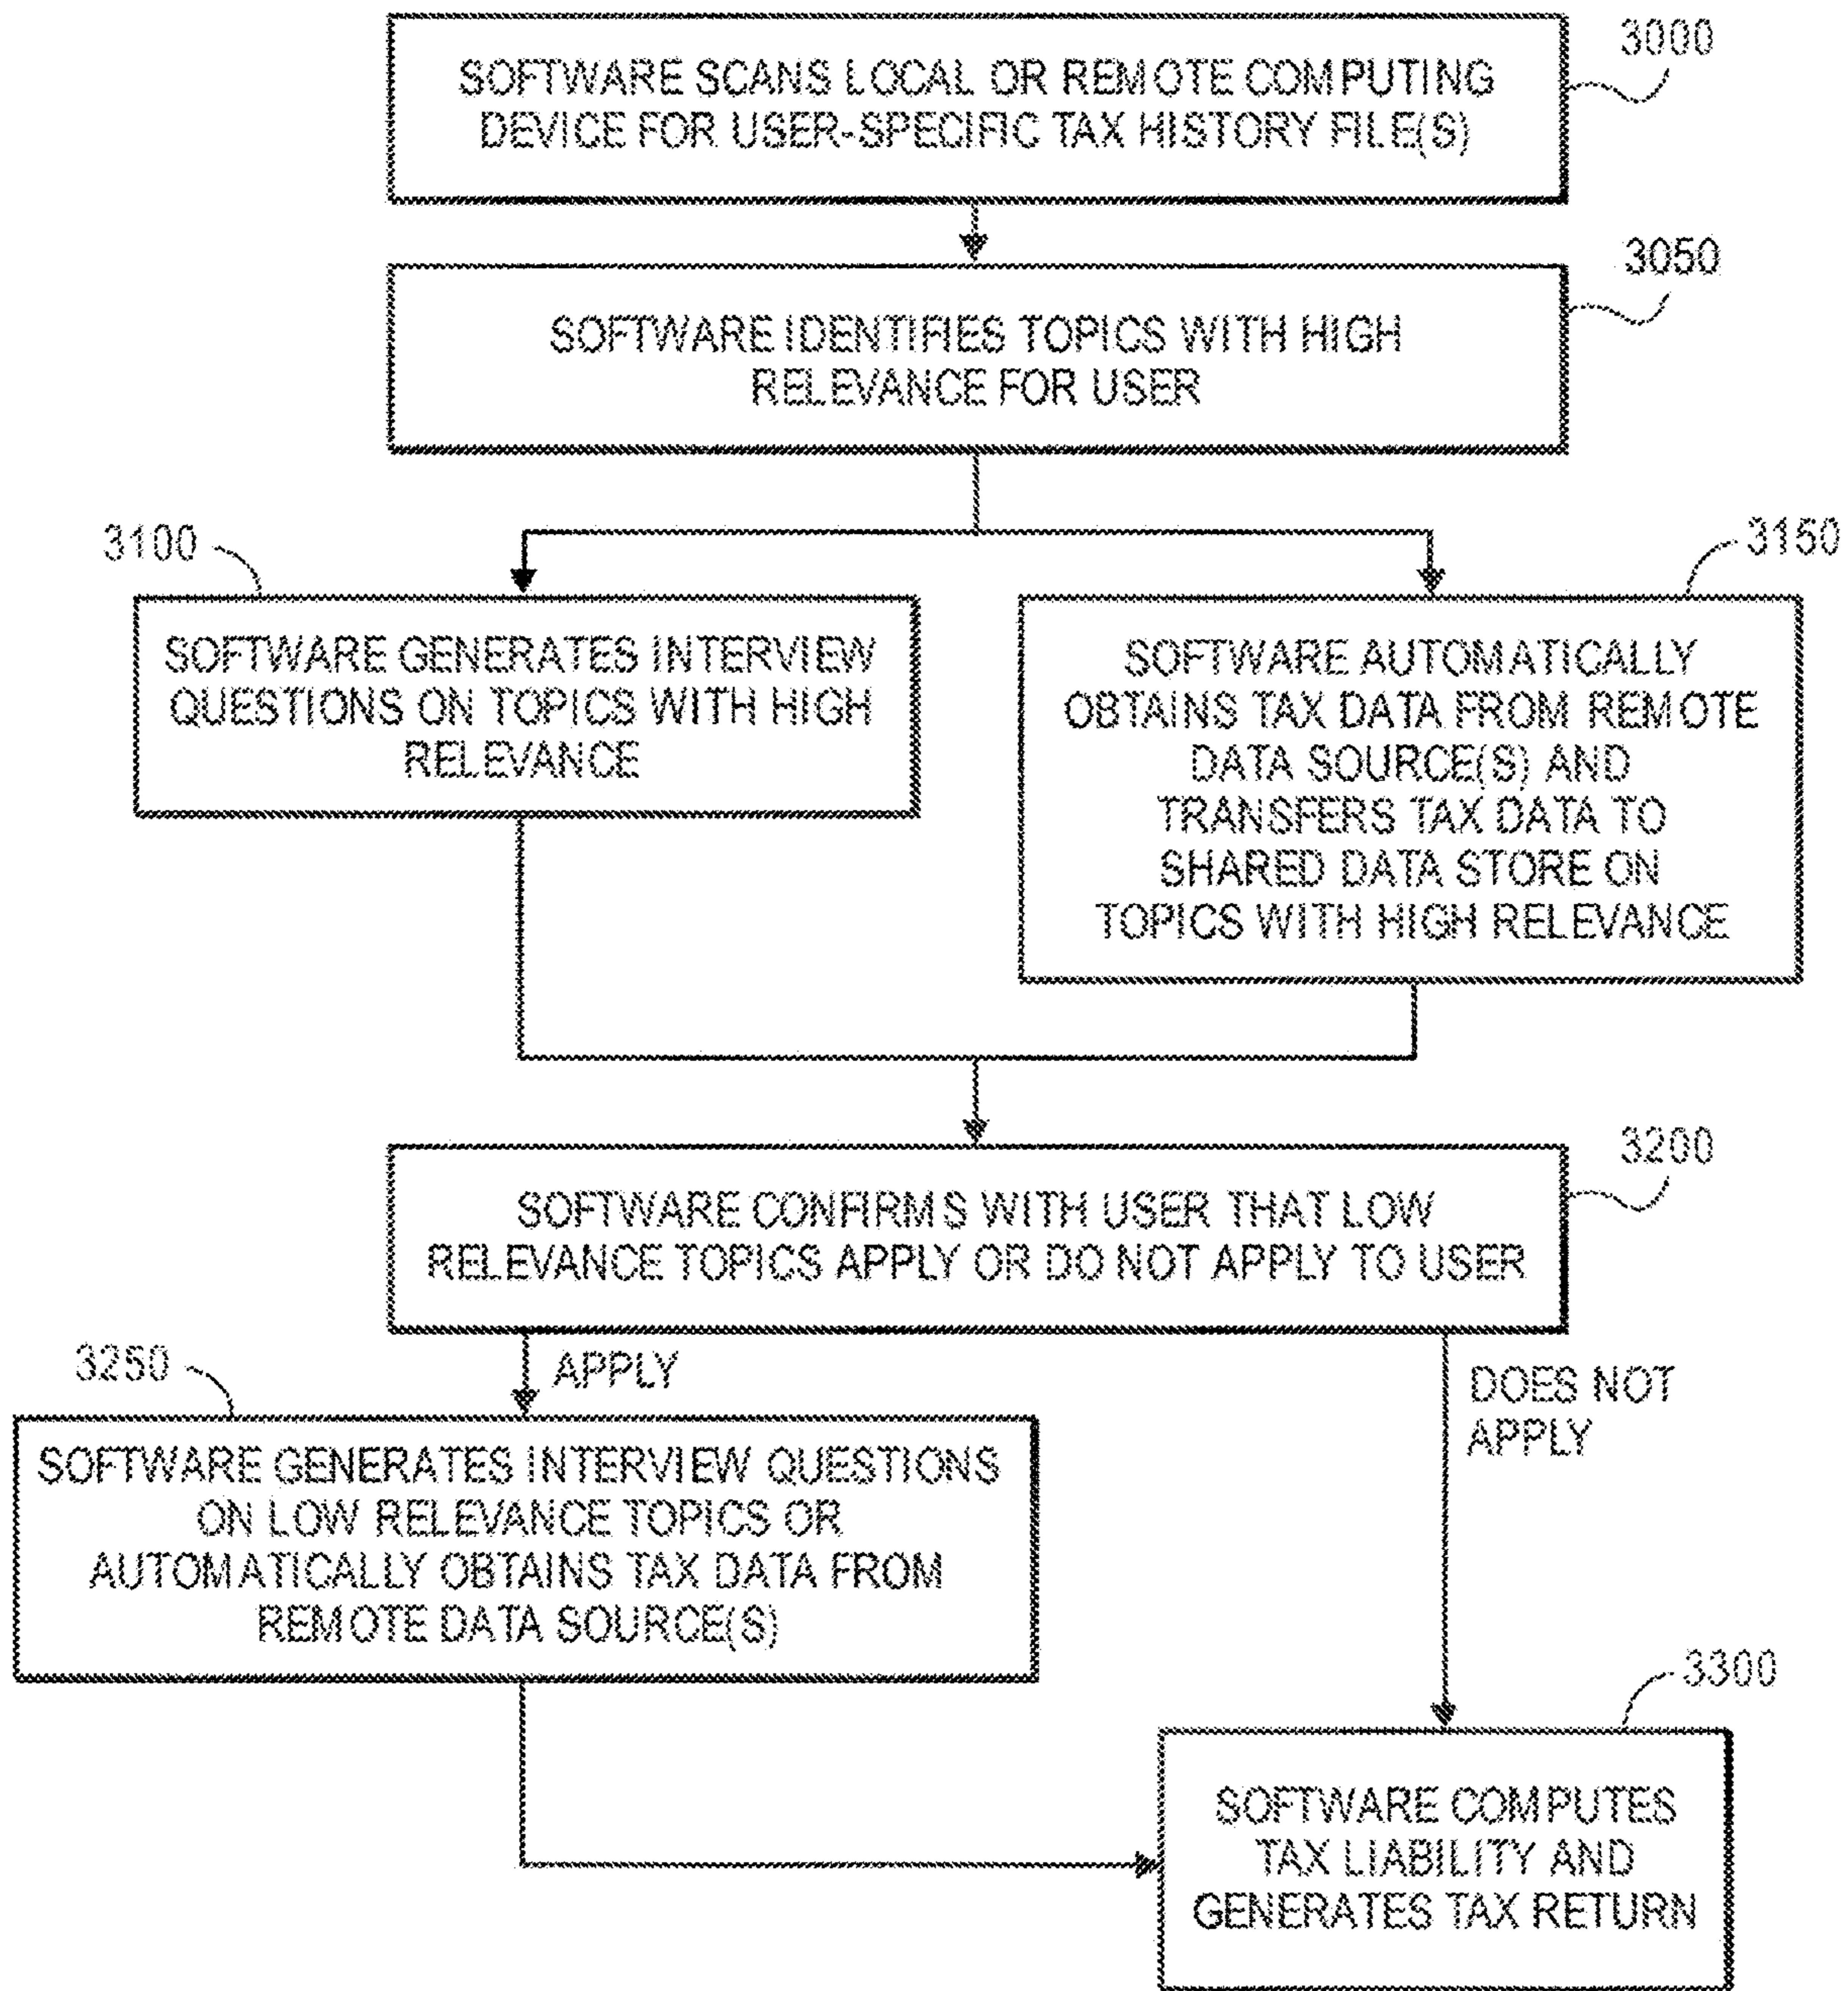 3000
SOFTWARE SCANS LOCAL OR REMOTE COMPUTING
DEVICE FOR USER-SPECIFIC TAX HISTORY FILE(S)
3050
SOFTWARE IDENTIFIES TOPICS WITH HIGH
RELEVANCE FOR USER
3100
SOFTWARE GENERATES INTERVIEW
QUESTIONS ON TOPICS WITH HIGH
RELEVANCE
3150
SOFTWARE AUTOMATICALLY
OBTAINS TAX DATA FROM REMOTE
DATA SOURCE(S) AND
TRANSFERS TAX DATA TO
SHARED DATA STORE ON
TOPICS WITH HIGH RELEVANCE
3200
SOFTWARE CONFIRMS WITH USER THAT LOW
RELEVANCE TOPICS APPLY OR DO NOT APPLY TO USER
3250
APPLY
DOES NOT
APPLY
SOFTWARE GENERATES INTERVIEW QUESTIONS
ON LOW RELEVANCE TOPICS OR
AUTOMATICALLY OBTAINS TAX DATA FROM
REMOTE DATA SOURCE(S)
3300
SOFTWARE COMPUTES
TAX LIABILITY AND
GENERATES TAX RETURN